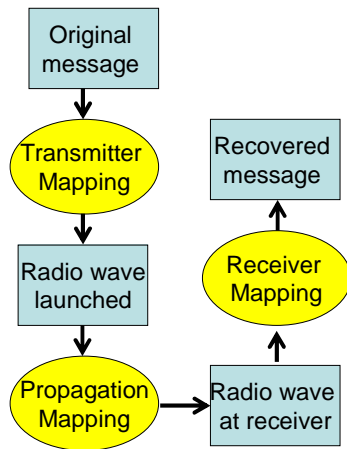 Original
message
Transmitter
Mapping
Radio wave
launched
Propagation
Mapping
Radio wave
at receiver
Receiver
Mapping
Recovered
message